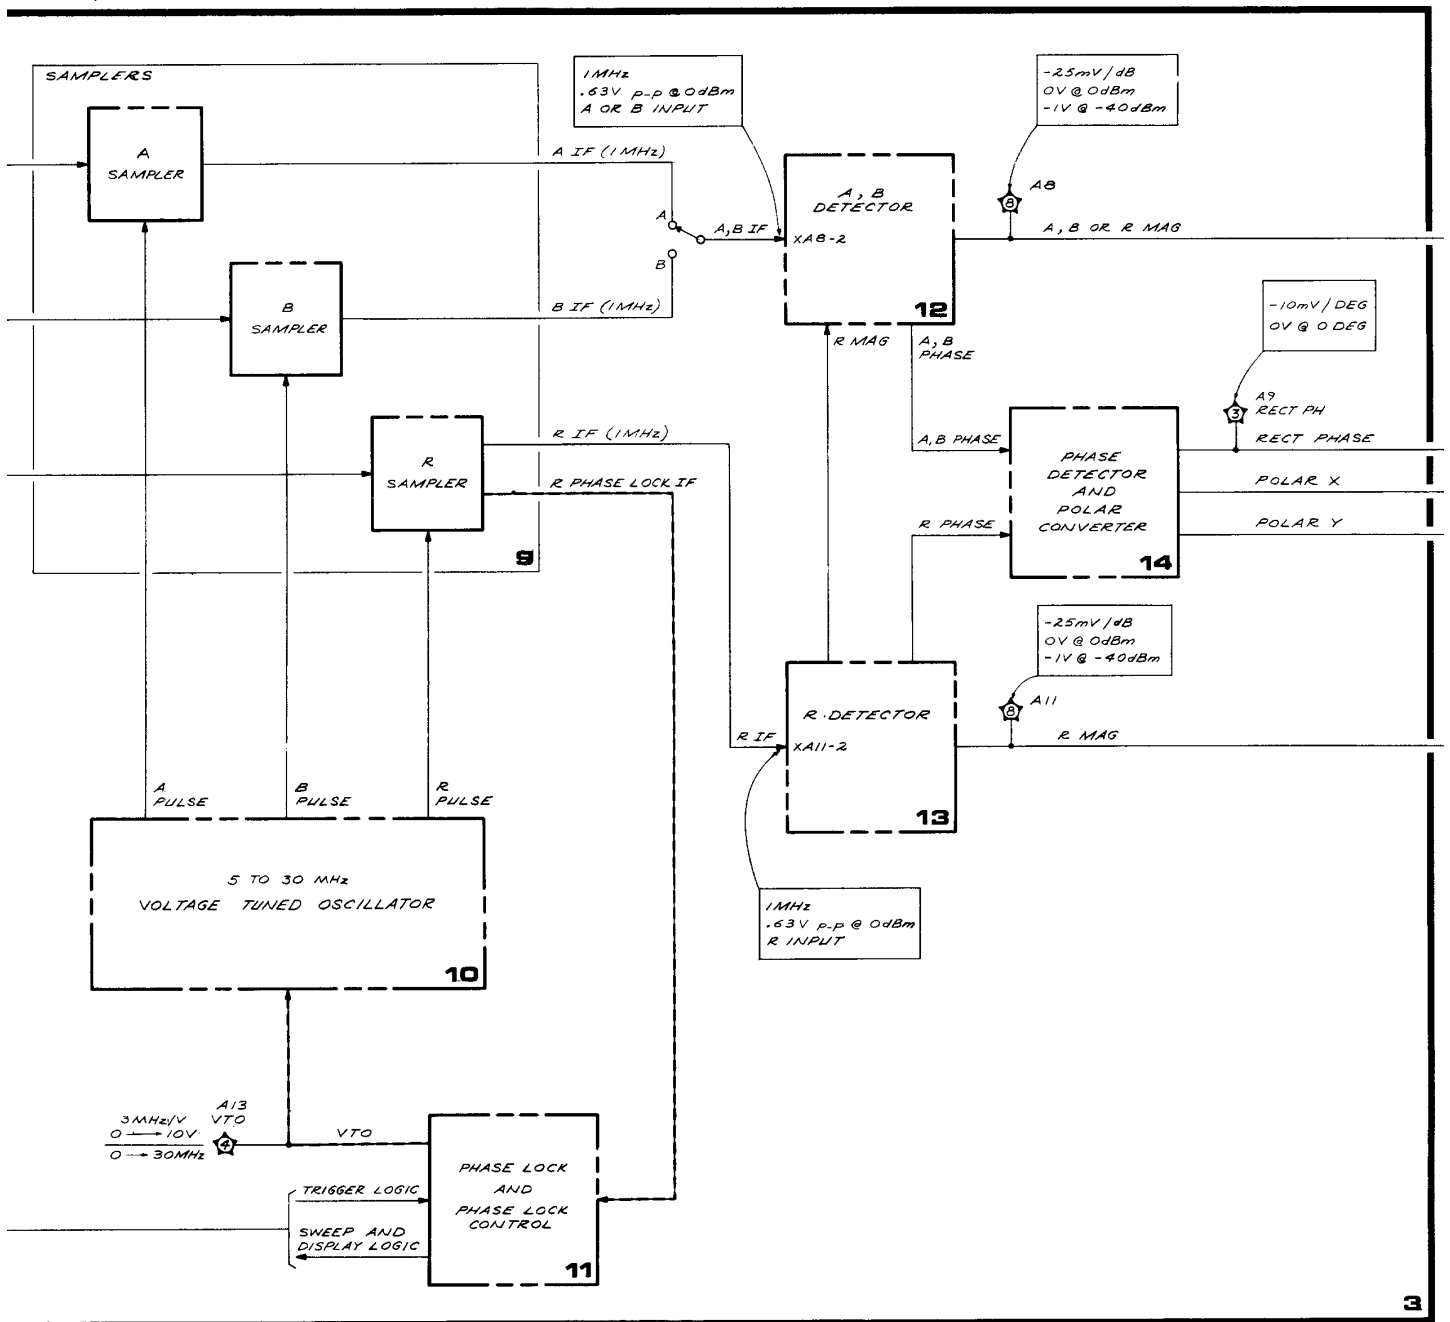 SAMPLERS
A
SAMPLER
B
SAMPLER
R
SAMPLER
9
1MHz
.63V p-p @ 0dBm
A OR B INPUT
-25mV/dB
0V @ 0dBm
-1V @ -40dBm
A IF (1MHz)
A
A,B IF
B
B IF (1MHz)
R IF (1MHz)
R PHASE LOCK IF
A, B
DETECTOR
XA8-2
12
8
A8
A, B OR R MAG
R MAG
A, B
PHASE
-10mV/DEG
0V @ 0 DEG
3
A9
RECT PH
A,B PHASE
R PHASE
PHASE
DETECTOR
AND
POLAR
CONVERTER
14
RECT PHASE
POLAR X
POLAR Y
-25mV/dB
0V @ 0dBm
-1V @ -40dBm
8
A11
R MAG
R IF
R DETECTOR
XA11-2
13
1MHz
.63V p-p @ 0dBm
R INPUT
A
PULSE
B
PULSE
R
PULSE
5 TO 30 MHz
VOLTAGE TUNED OSCILLATOR
10
3MHz/V
0 → 10V
0 → 30MHz
A13
VTO
4
VTO
TRIGGER LOGIC
SWEEP AND
DISPLAY LOGIC
PHASE LOCK
AND
PHASE LOCK
CONTROL
11
3